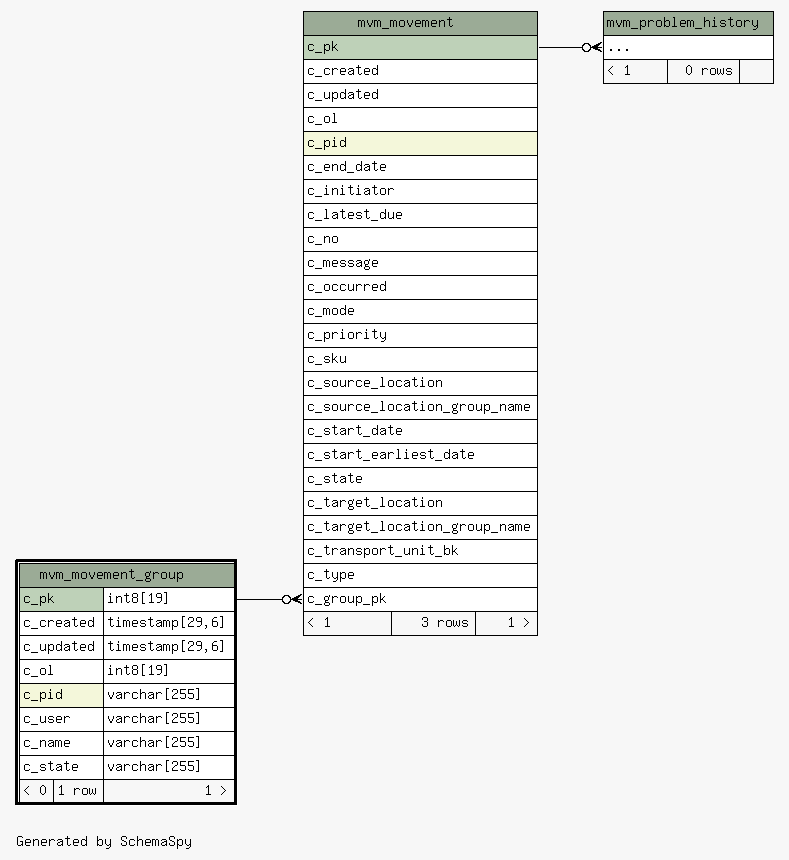 mvm_movement
c_pk
c_created
c_updated
c_ol
c_pid
c_end_date
c_initiator
c_latest_due
c_no
c_message
c_occurred
c_mode
c_priority
c_sku
c_source_location
c_source_location_group_name
c_start_date
c_start_earliest_date
c_state
c_target_location
c_target_location_group_name
c_transport_unit_bk
c_type
c_group_pk
< 1 3 rows 1 >
mvm_problem_history
...
< 1 0 rows
mvm_movement_group
c_pk int8[19]
c_created timestamp[29,6]
c_updated timestamp[29,6]
c_ol int8[19]
c_pid varchar[255]
c_user varchar[255]
c_name varchar[255]
c_state varchar[255]
< 0 1 row 1 >
Generated by SchemaSpy